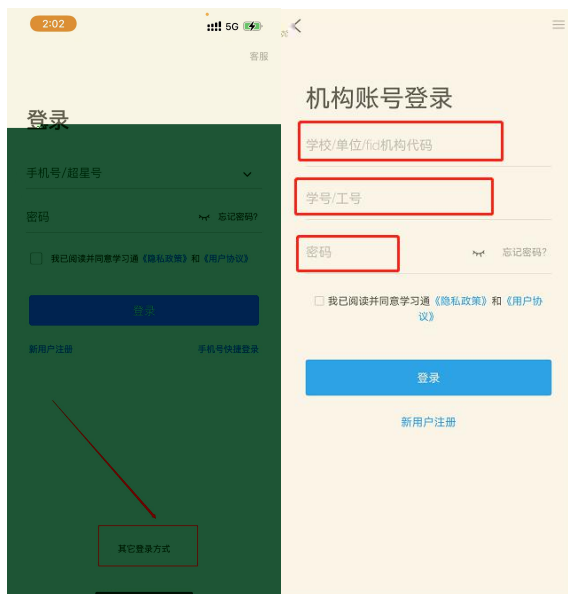 2:02
5G
客服
登录
手机号/超星号
密码
忘记密码?
我已阅读并同意学习通《隐私政策》和《用户协议》
登录
新用户注册
手机号快捷登录
其它登录方式
机构账号登录
学校/单位/fid机构代码
学号/工号
密码
忘记密码?
我已阅读并同意学习通《隐私政策》和《用户协
议》
登录
新用户注册